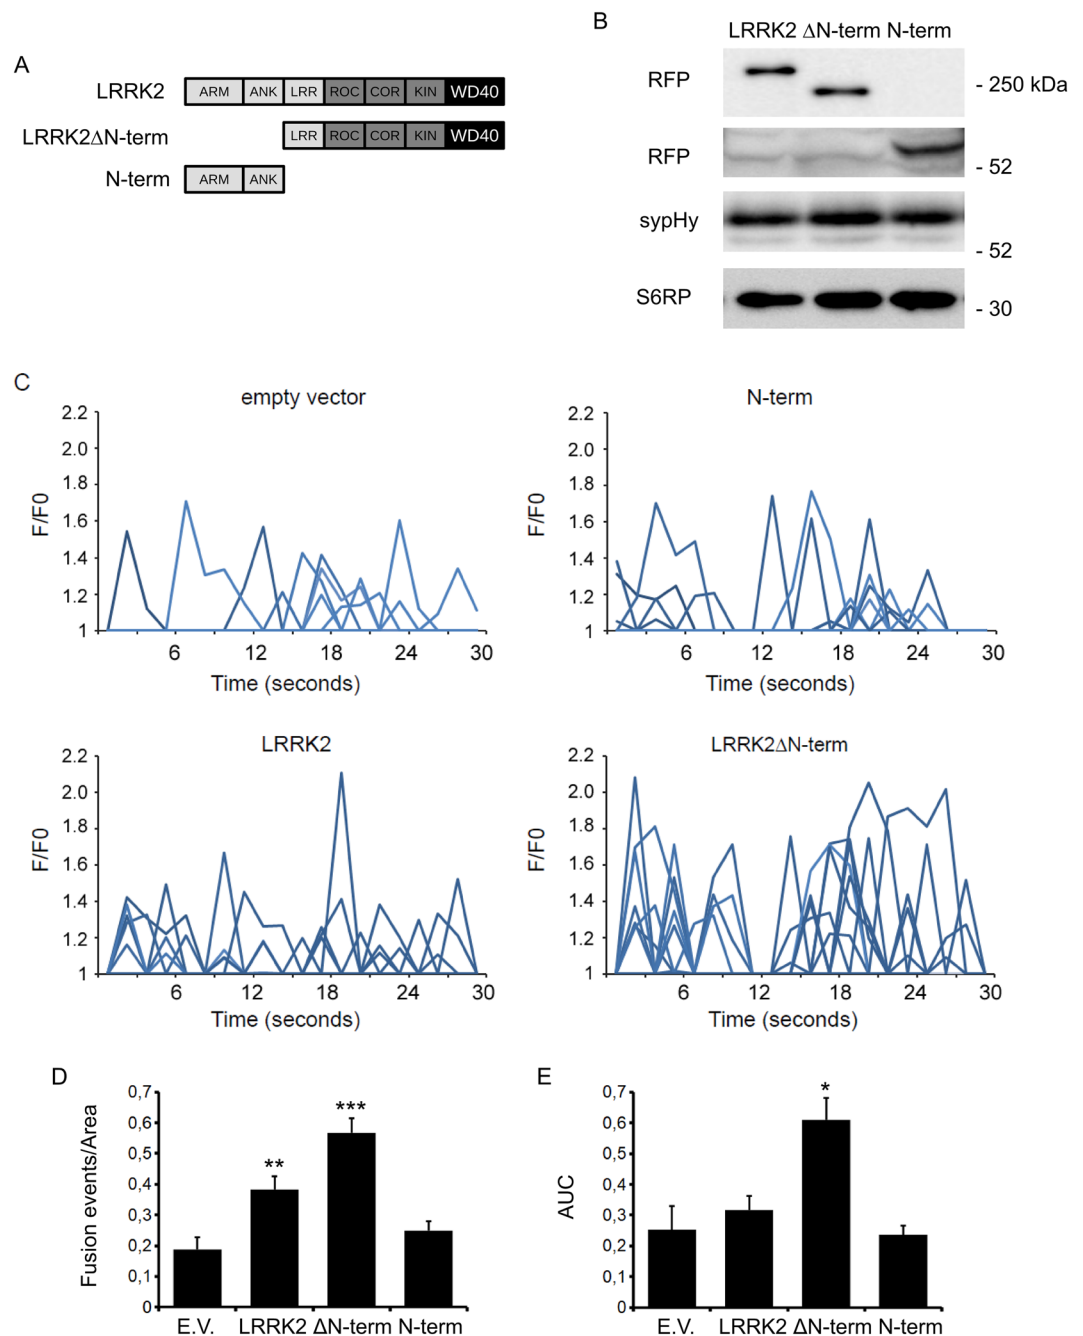 A
LRRK2 ARM ANK LRR ROC COR KIN WD40
LRRK2ΔN-term LRR ROC COR KIN WD40
N-term ARM ANK
B
LRRK2 ΔN-term N-term
RFP - 250 kDa
RFP - 52
sypHy - 52
S6RP - 30
C
empty vector
2.2
2.0
1.8
1.6
1.4
1.2
1
F/F0
6 12 18 24 30
Time (seconds)
N-term
2.2
2.0
1.8
1.6
1.4
1.2
1
F/F0
6 12 18 24 30
Time (seconds)
LRRK2
2.2
2.0
1.8
1.6
1.4
1.2
1
F/F0
6 12 18 24 30
Time (seconds)
LRRK2ΔN-term
2.2
2.0
1.8
1.6
1.4
1.2
1
F/F0
6 12 18 24 30
Time (seconds)
D
0,7
0,6
0,5
0,4
0,3
0,2
0,1
0
Fusion events/Area
** ***
E.V. LRRK2 ΔN-term N-term
E
0,7
0,6
0,5
0,4
0,3
0,2
0,1
0
AUC
*
E.V. LRRK2 ΔN-term N-term